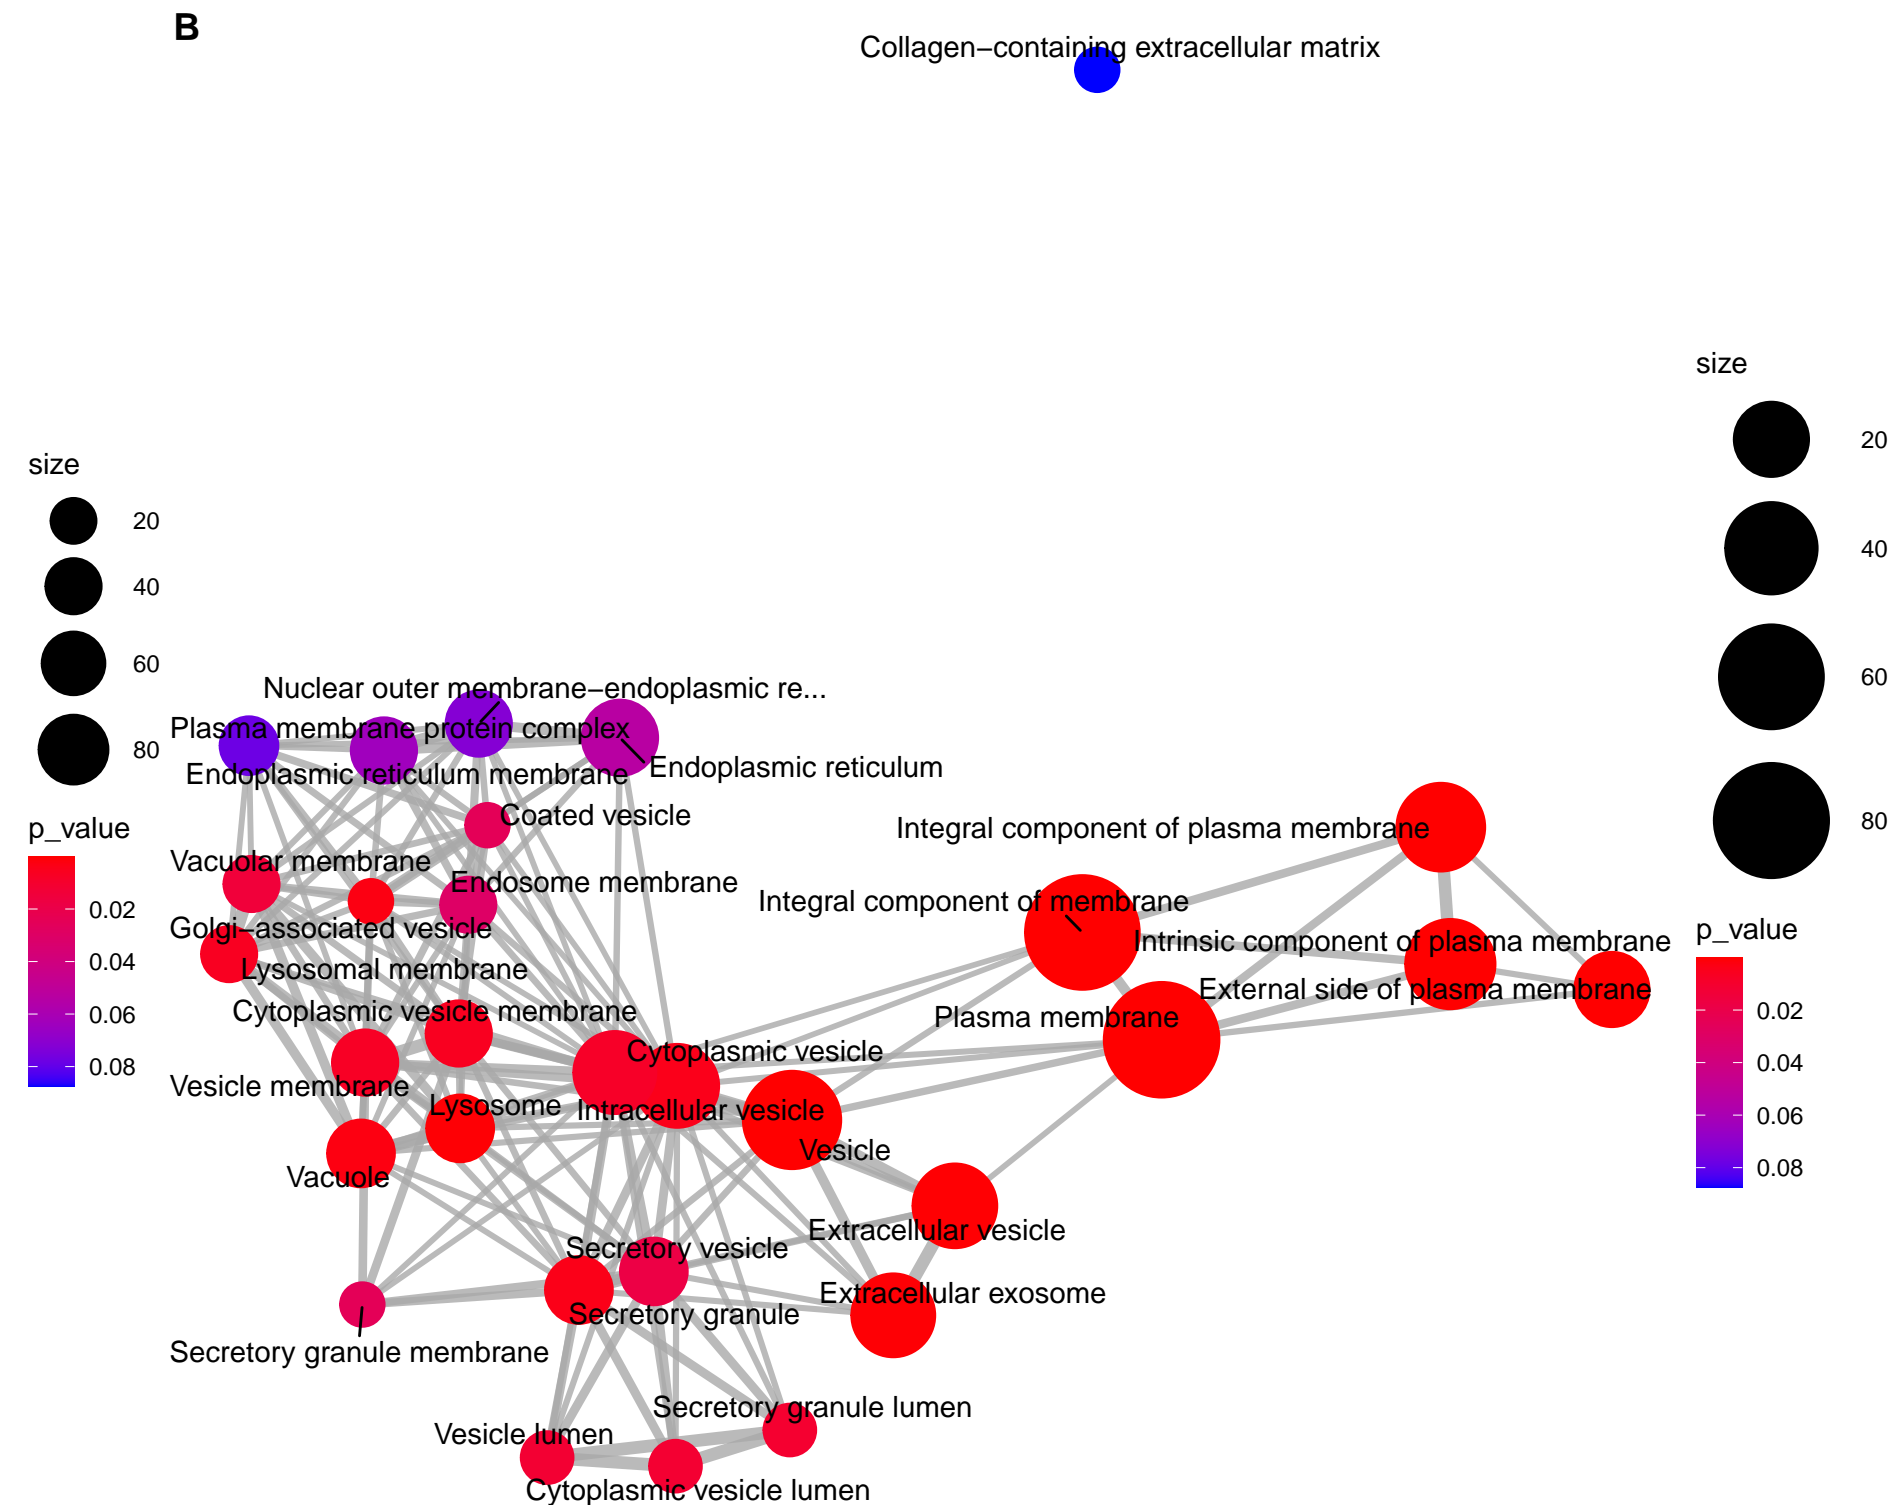 B
Collagen−containing extracellular matrix
size
20
40
60
80
p_value
0.02
0.04
0.06
0.08
Nuclear outer membrane−endoplasmic re...
Plasma membrane protein complex
Endoplasmic reticulum membrane
Endoplasmic reticulum
Coated vesicle
Vacuolar membrane
Endosome membrane
Golgi−associated vesicle
Lysosomal membrane
Cytoplasmic vesicle membrane
Cytoplasmic vesicle
Vesicle membrane
Lysosome
Intracellular vesicle
Vesicle
Vacuole
Integral component of plasma membrane
Integral component of membrane
Intrinsic component of plasma membrane
External side of plasma membrane
Plasma membrane
Extracellular vesicle
Secretory vesicle
Extracellular exosome
Secretory granule
Secretory granule membrane
Secretory granule lumen
Vesicle lumen
Cytoplasmic vesicle lumen
size
20
40
60
80
p_value
0.02
0.04
0.06
0.08